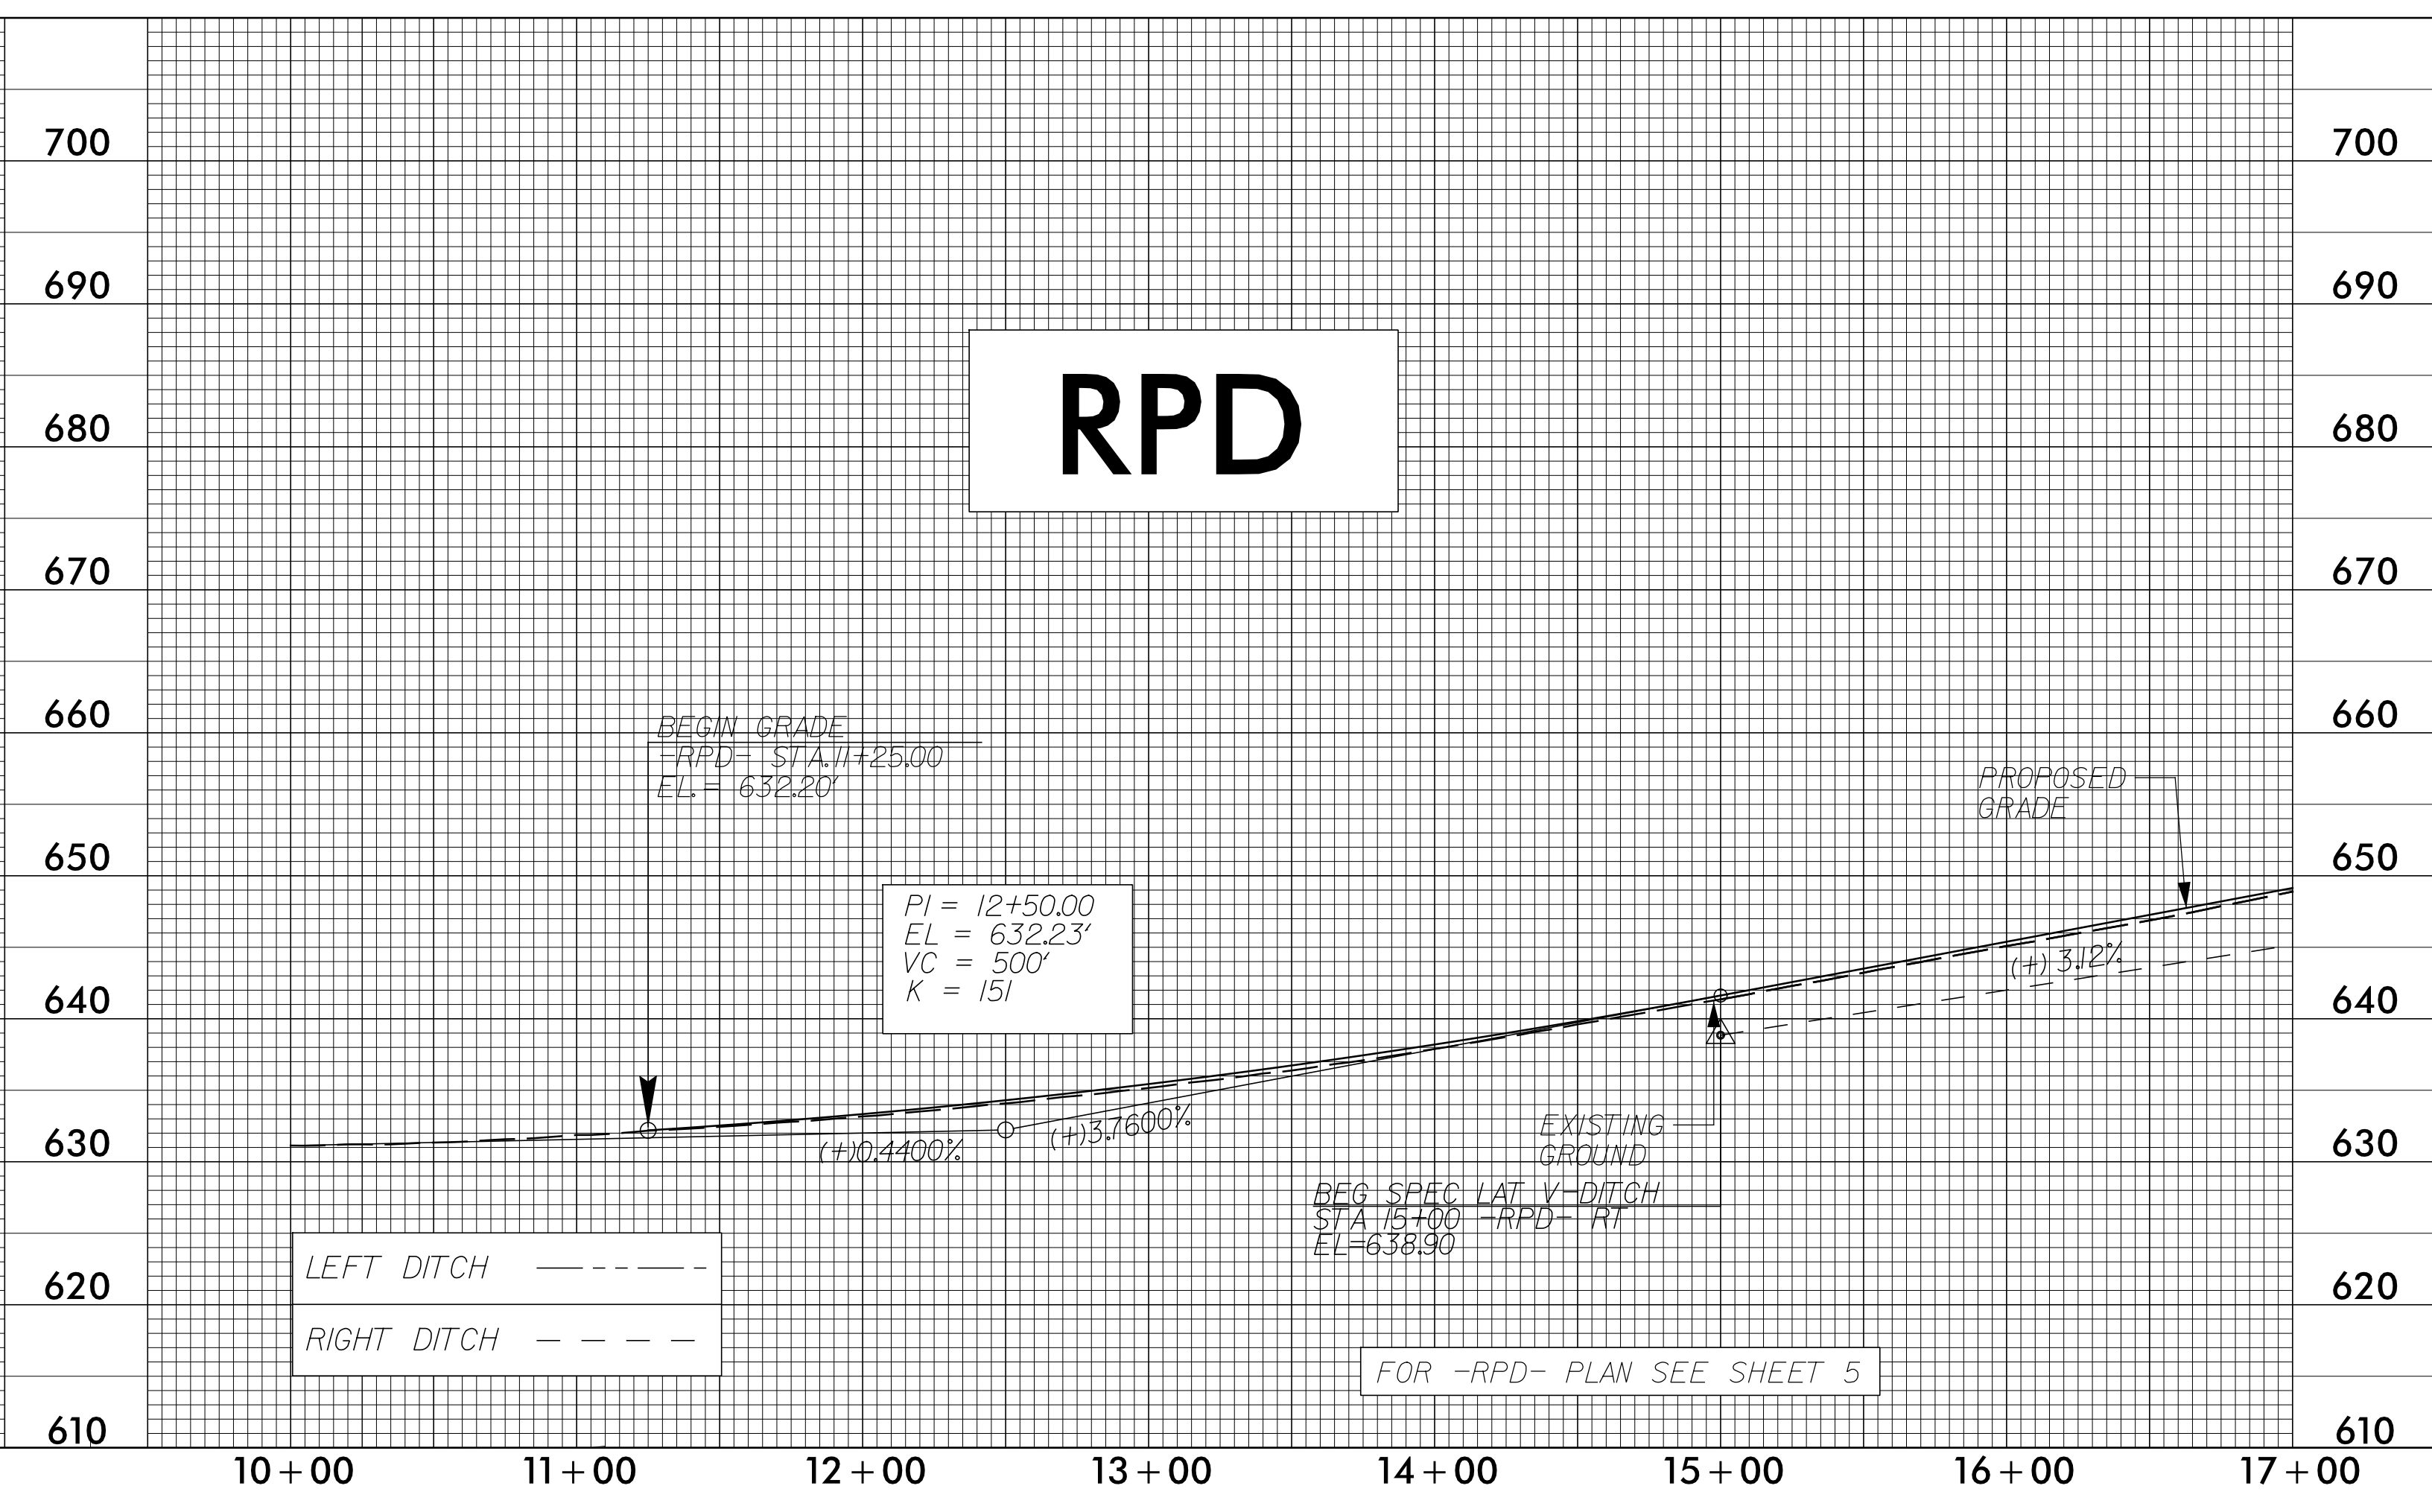 700 700
690 690
RPD
680 680
670 670
660 660
BEGIN GRADE
-RPD- STA.11+25.00
EL.= 632.20'
PROPOSED
GRADE
650 650
PI = 12+50.00
EL = 632.23'
VC = 500'
K = 151
(+) 3.12%
640 640
(+)0.4400%
(+)3.7600%
EXISTING
GROUND
630 630
BEG SPEC LAT V-DITCH
STA 15+00 -RPD- RT
EL=638.90
LEFT DITCH
620 620
RIGHT DITCH
FOR -RPD- PLAN SEE SHEET 5
610 610
10+00 11+00 12+00 13+00 14+00 15+00 16+00 17+00